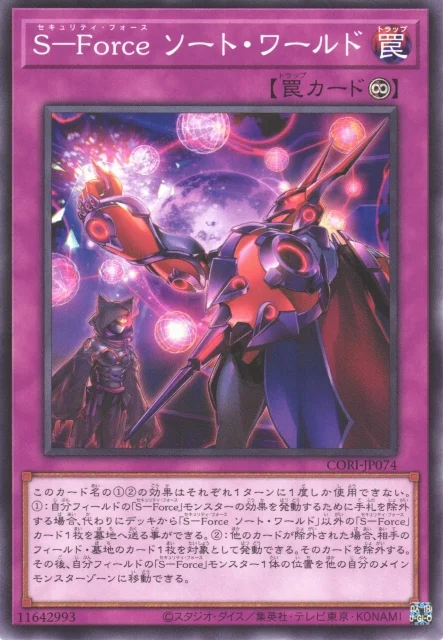 セキュリティ・フォース
S－Force ソート・ワールド
トラップ
罠
トラップ
【罠カード∞】
CORI-JP074
このカード名の①②の効果はそれぞれ1ターンに1度しか使用できない。
①：自分フィールドの「S－Force」モンスターの効果を発動するために手札を除外
する場合、代わりにデッキから「S－Force ソート・ワールド」以外の「S－Force」
カード1枚を墓地へ送る事ができる。②：他のカードが除外された場合、相手の
フィールド・墓地のカード1枚を対象として発動できる。そのカードを除外する。
その後、自分フィールドの「S－Force」モンスター1体の位置を他の自分のメイン
モンスターゾーンに移動できる。
11642993
©スタジオ・ダイス／集英社・テレビ東京・KONAMI